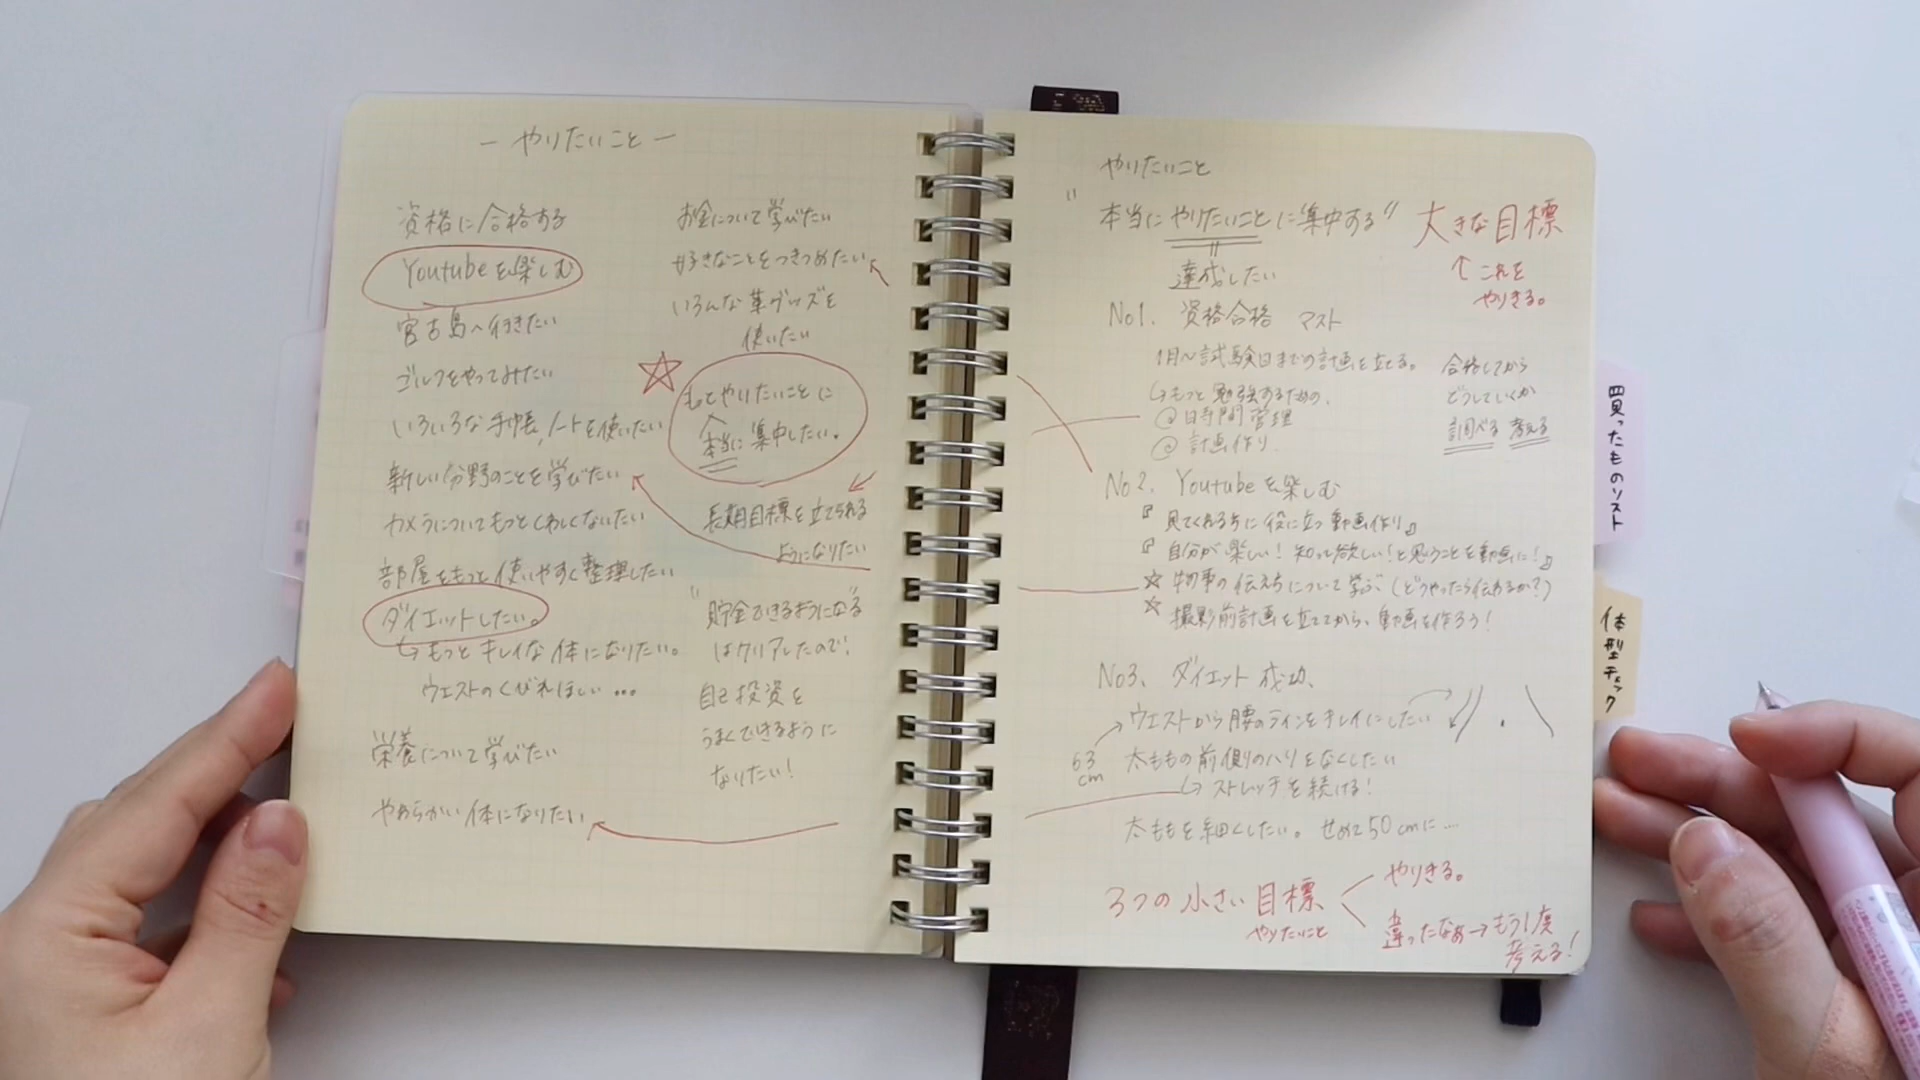 ーやりたいことー
資格に合格する
Youtubeを楽しむ
宮古島へ行きたい
ゴルフをやってみたい
いろいろな手帳、ノートを使いたい
新しい分野のことを学びたい
カメラについてもっとくわしくなりたい
部屋をもっと使いやすく整理したい
ダイエットしたい。
↳もっとキレイな体になりたい。
ウエストのくびれほしい…
栄養について学びたい
やわらかい体になりたい
お金について学びたい
好きなことをつきつめたい
いろんな革グッズを
使いたい
☆
もっとやりたいことに
本当に集中したい。
長期目標を立てられる
ようになりたい
"貯金できるようになる
はクリアしたので!
自己投資を
うまくできるように
なりたい!
やりたいこと
"本当にやりたいことに集中する"
達成したい
大きな目標
↑これを
やりきる。
No1. 資格合格 マスト
1月〜試験日までの計画を立てる。
↳もっと勉強するための、
@時間管理
@計画作り
合格してから
どうしていくか
調べる 考える
No2. Youtubeを楽しむ
『見てくれる方に役に立つ動画作り』
『自分が楽しい!知って欲しい!と思うことを動画に!』
☆物事の伝え方について学ぶ、(どうやったら伝わるか?)
☆撮影前計画を立ててから、動画を作ろう!
No3. ダイエット成功、
→ウエストから腰のラインをキレイにしたい
63
cm
太ももの前側のハリをなくしたい
↳ストレッチを続ける!
太ももを細くしたい。せめて50cmに…
3つの小さい目標
やりたいこと
やりきる。
違ったなぁ→もう1度
考える!
買ったものリスト
体型チェック